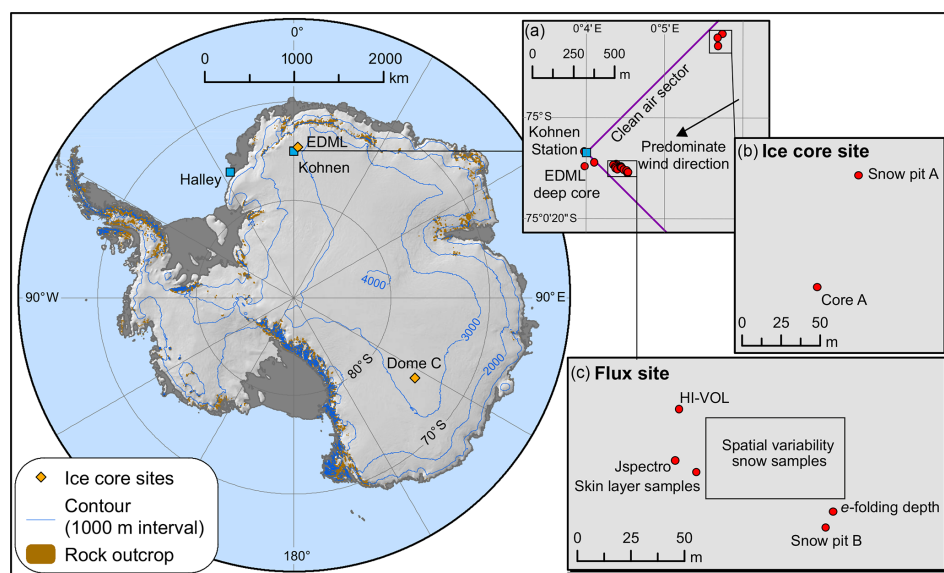 0°
0
1000
2000
km
EDML
Kohnen
Halley
90°W
90°E
4000
3000
2000
Dome C
80°S
70°S
180°
Ice core sites
Contour
(1000 m interval)
Rock outcrop
(a)
0°4'E
0°5'E
0
250
500
m
Clean air sector
75°S
Kohnen
Station
Predominate
wind direction
EDML
deep core
75°0'20"S
(b) Ice core site
Snow pit A
Core A
0
50
m
(c) Flux site
HI-VOL
Spatial variability
snow samples
Jspectro
Skin layer samples
e-folding depth
Snow pit B
0
50
m